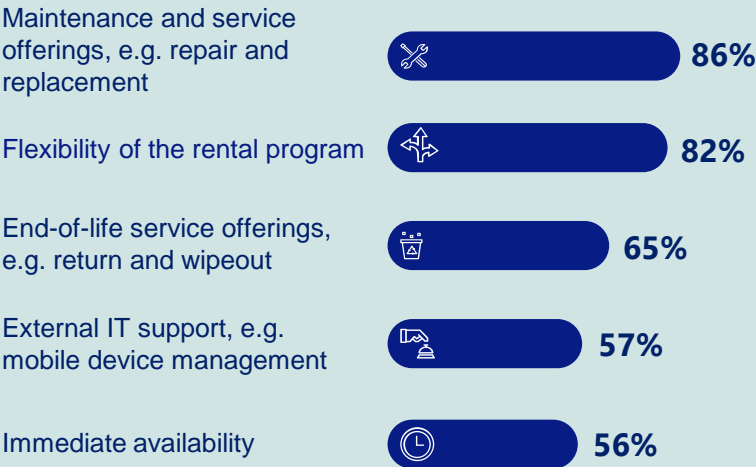 Maintenance and service
offerings, e.g. repair and
replacement
86%
Flexibility of the rental program
82%
End-of-life service offerings,
e.g. return and wipeout
65%
External IT support, e.g.
mobile device management
57%
Immediate availability
56%